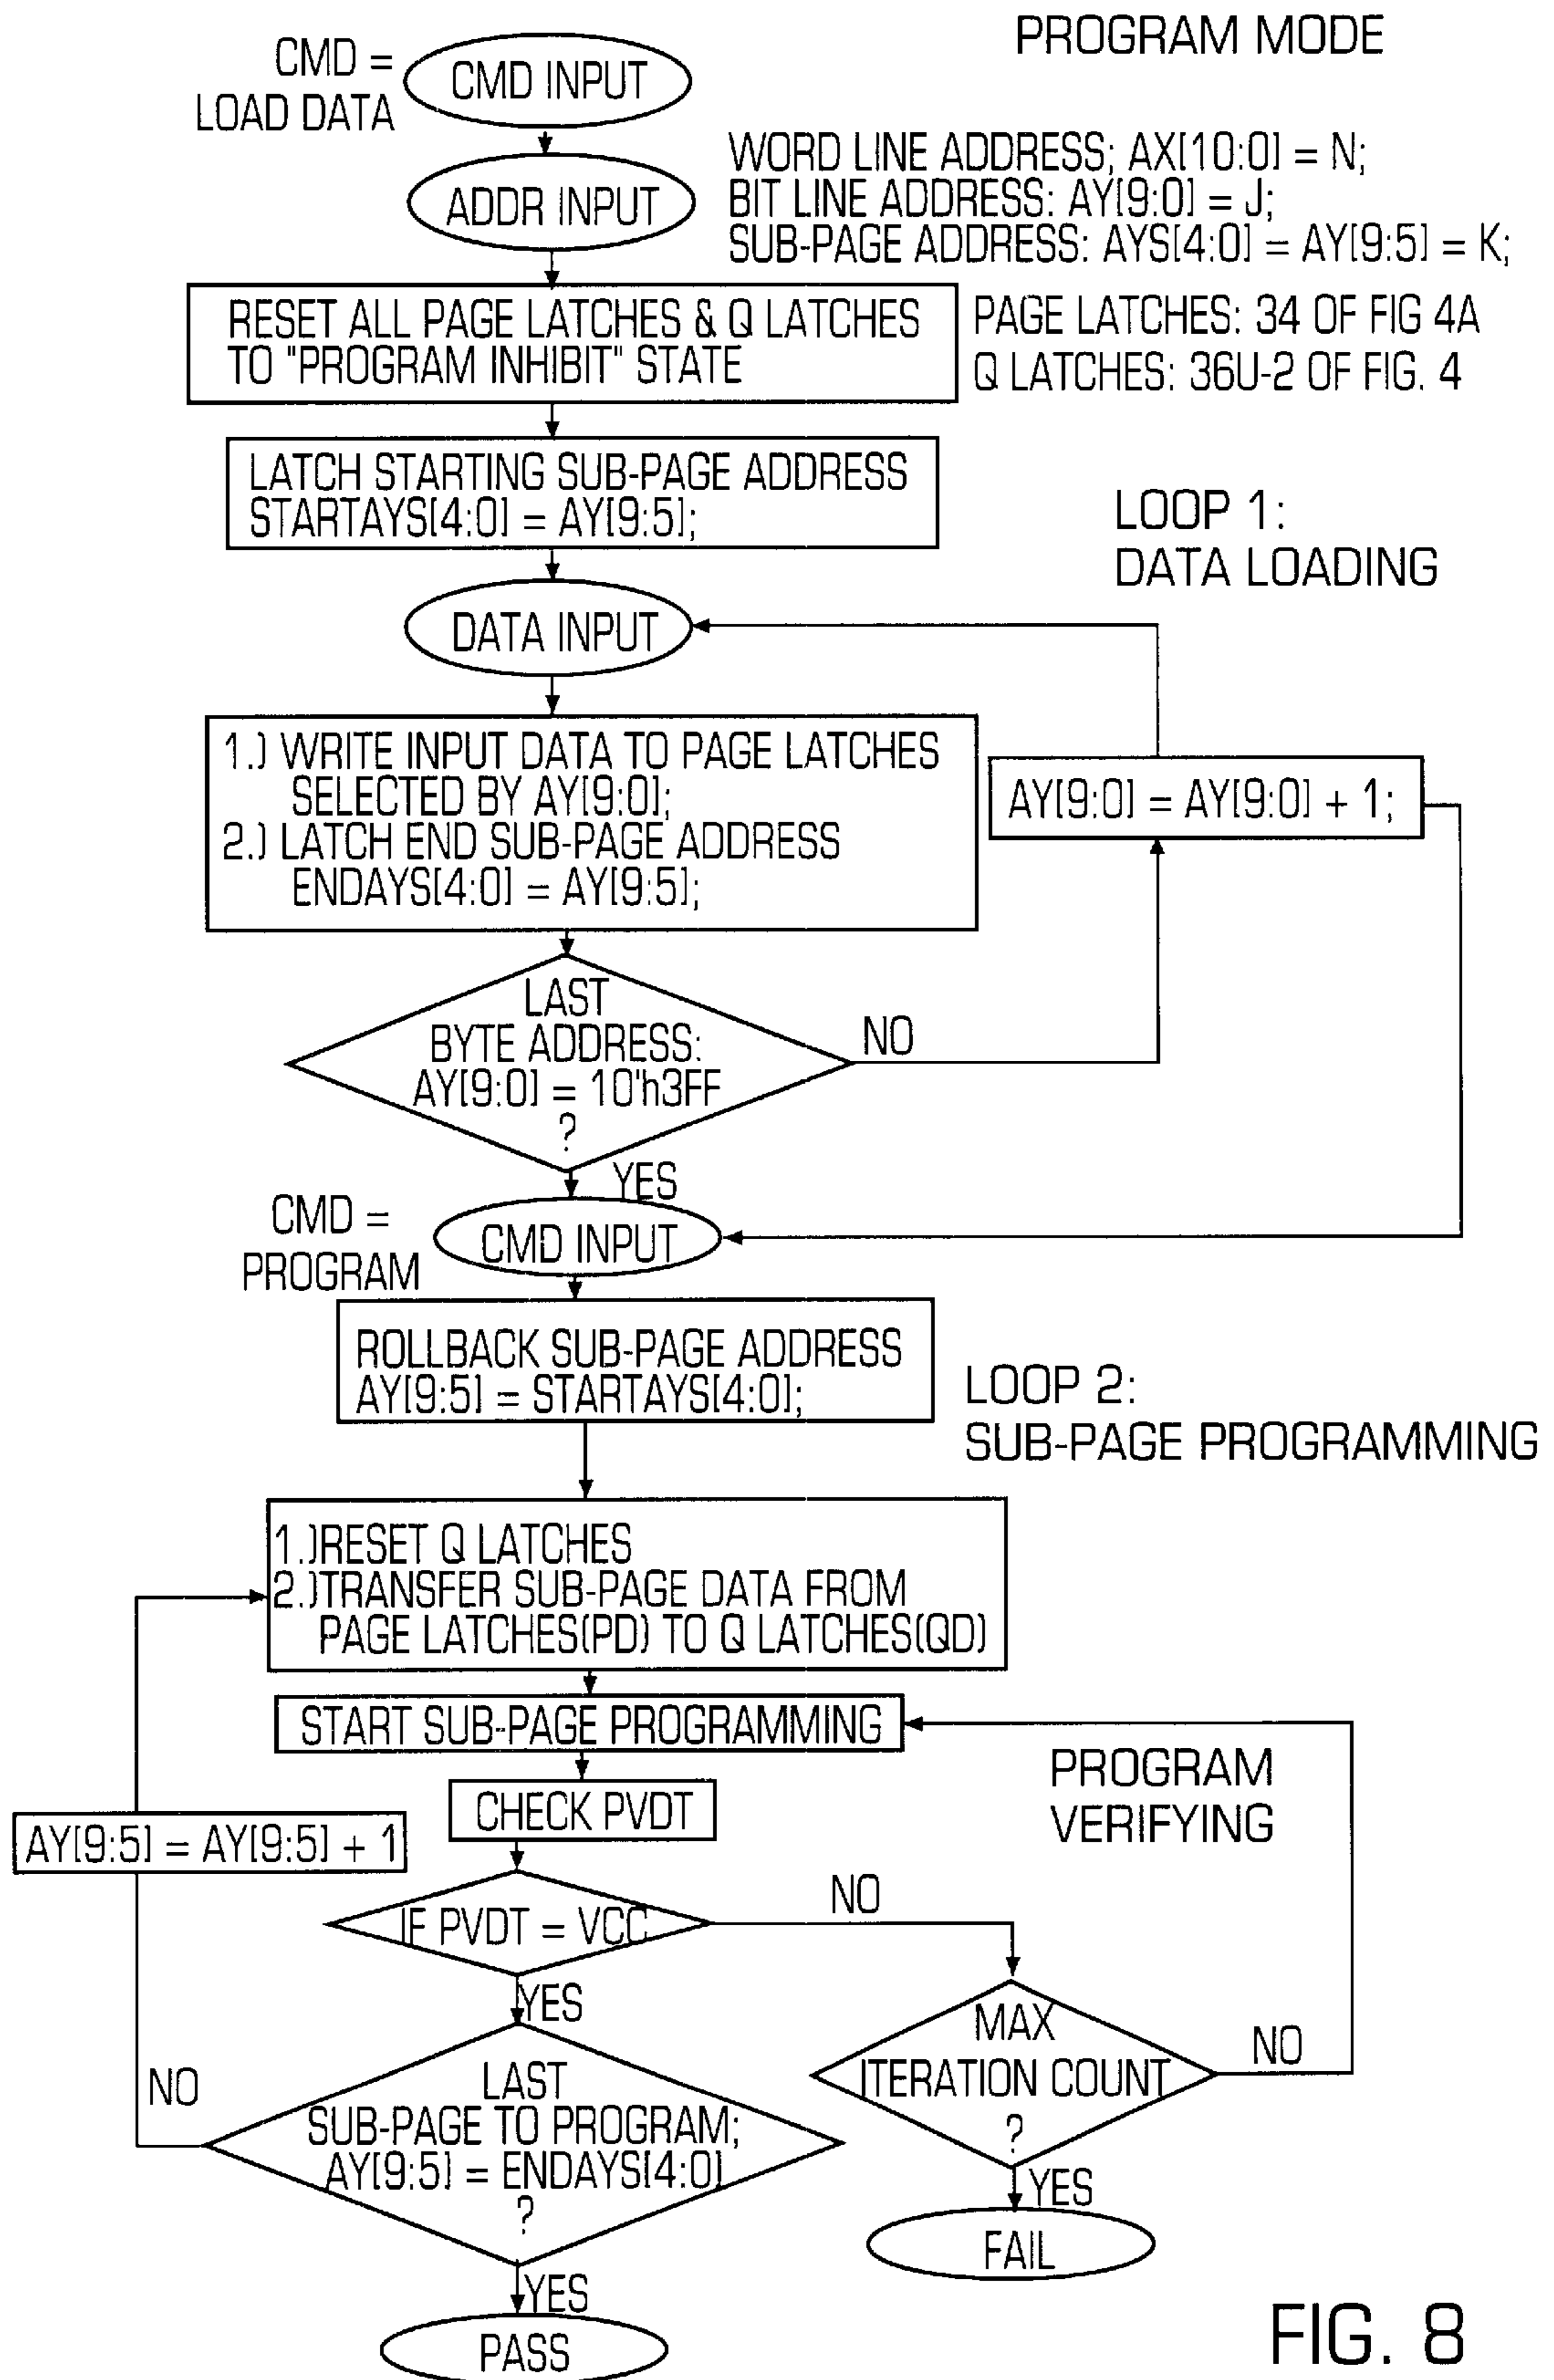 PROGRAM MODE
CMD =
LOAD DATA
CMD INPUT
ADDR INPUT
WORD LINE ADDRESS; AX[10:0] = N;
BIT LINE ADDRESS: AY[9:0] = J;
SUB-PAGE ADDRESS: AYS[4:0] = AY[9:5] = K;
RESET ALL PAGE LATCHES & Q LATCHES
TO "PROGRAM INHIBIT" STATE
PAGE LATCHES: 34 OF FIG 4A
Q LATCHES: 36U-2 OF FIG. 4
LATCH STARTING SUB-PAGE ADDRESS
STARTAYS[4:0] = AY[9:5];
LOOP 1:
DATA LOADING
DATA INPUT
1.) WRITE INPUT DATA TO PAGE LATCHES
SELECTED BY AY[9:0];
2.) LATCH END SUB-PAGE ADDRESS
ENDAYS[4:0] = AY[9:5];
AY[9:0] = AY[9:0] + 1;
LAST
BYTE ADDRESS:
AY[9:0] = 10'h3FF
?
NO
YES
CMD =
PROGRAM
CMD INPUT
ROLLBACK SUB-PAGE ADDRESS
AY[9:5] = STARTAYS[4:0];
LOOP 2:
SUB-PAGE PROGRAMMING
1.)RESET Q LATCHES
2.)TRANSFER SUB-PAGE DATA FROM
PAGE LATCHES(PD) TO Q LATCHES(QD)
START SUB-PAGE PROGRAMMING
CHECK PVDT
PROGRAM
VERIFYING
AY[9:5] = AY[9:5] + 1
IF PVDT = VCC
NO
YES
MAX
ITERATION COUNT
?
NO
YES
FAIL
LAST
SUB-PAGE TO PROGRAM;
AY[9:5] = ENDAYS[4:0]
?
NO
YES
PASS
FIG. 8